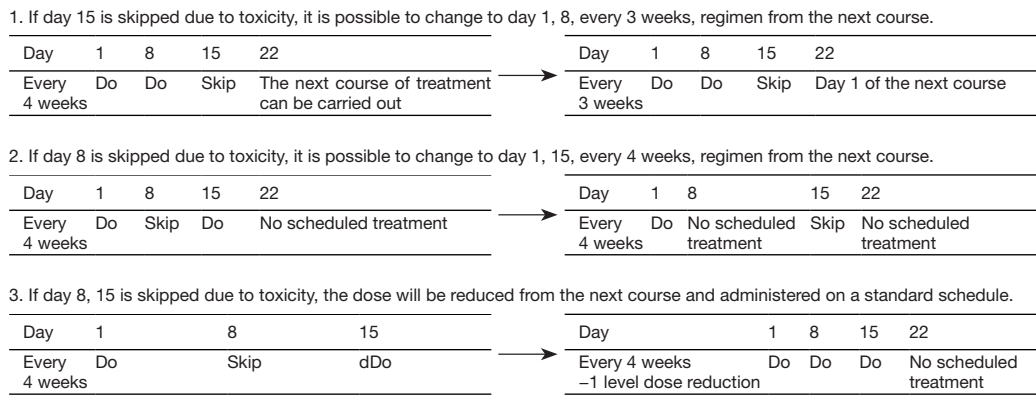 1. If day 15 is skipped due to toxicity, it is possible to change to day 1, 8, every 3 weeks, regimen from the next course.
Day 1 8 15 22
Every 4 weeks Do Do Skip The next course of treatment can be carried out
Day 1 8 15 22
Every 3 weeks Do Do Skip Day 1 of the next course
2. If day 8 is skipped due to toxicity, it is possible to change to day 1, 15, every 4 weeks, regimen from the next course.
Day 1 8 15 22
Every 4 weeks Do Skip Do No scheduled treatment
Day 1 8 15 22
Every 4 weeks Do No scheduled treatment Skip No scheduled treatment
3. If day 8, 15 is skipped due to toxicity, the dose will be reduced from the next course and administered on a standard schedule.
Day 1 8 15
Every 4 weeks Do Skip dDo
Day 1 8 15 22
Every 4 weeks −1 level dose reduction Do Do Do No scheduled treatment